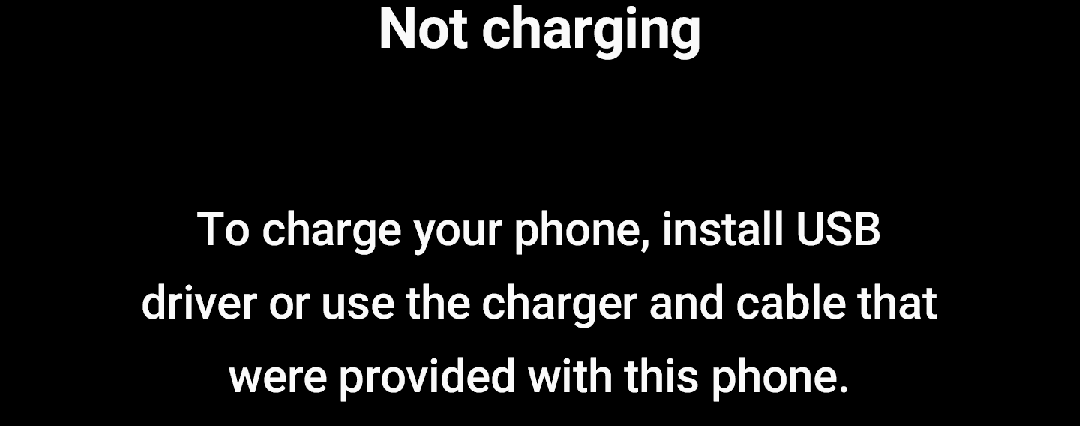 Not charging
To charge your phone, install USB
driver or use the charger and cable that
were provided with this phone.